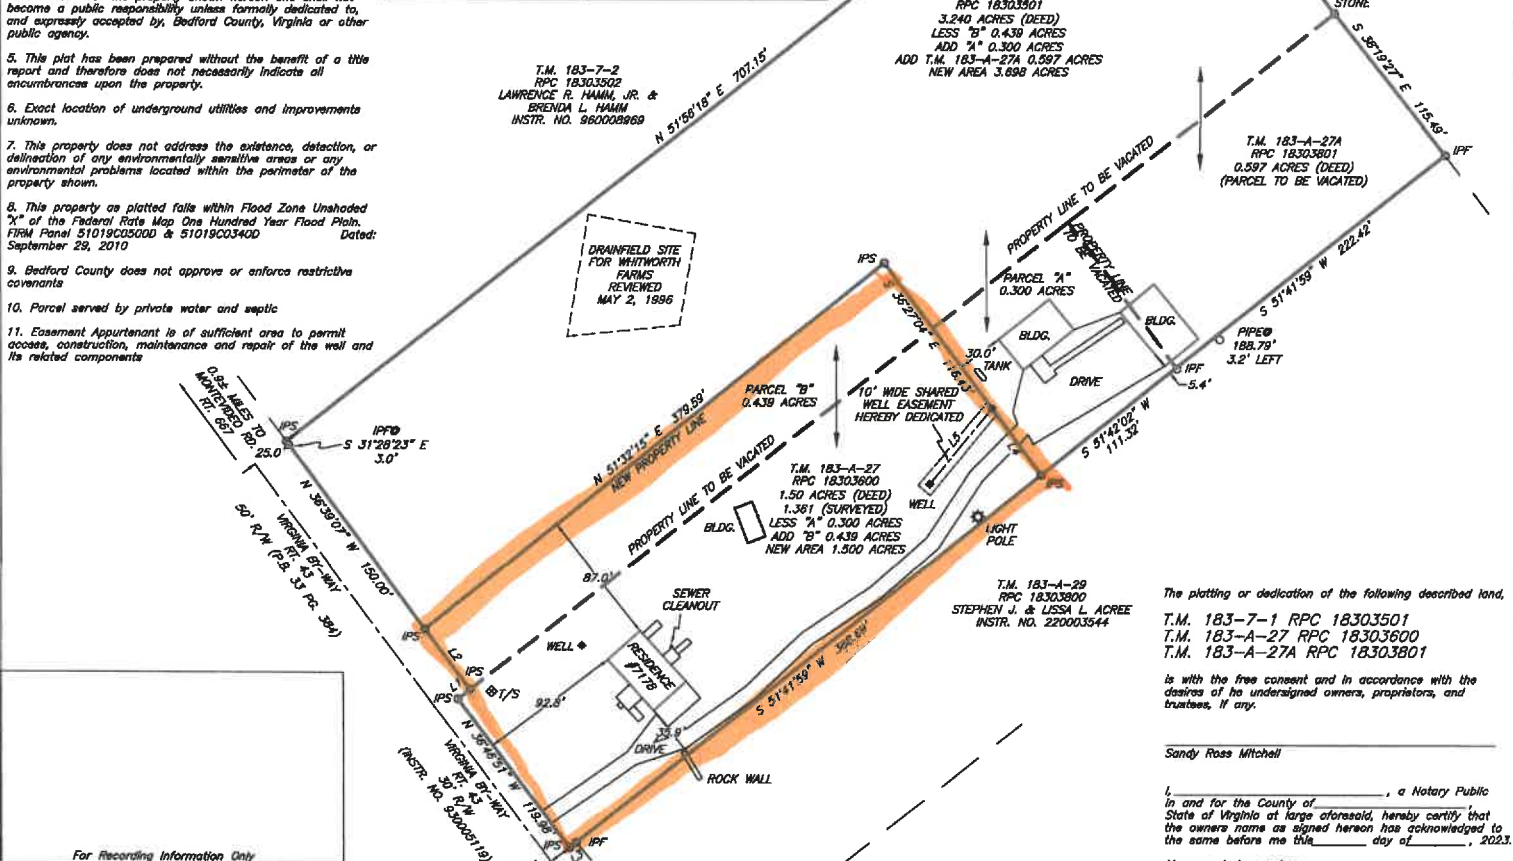 become a public responsibility unless formally dedicated to,
and expressly accepted by, Bedford County, Virginia or other
public agency.
5. This plat has been prepared without the benefit of a title
report and therefore does not necessarily indicate all
encumbrances upon the property.
6. Exact location of underground utilities and improvements
unknown.
7. This property does not address the existence, detection, or
delineation of any environmentally sensitive areas or any
environmental problems located within the perimeter of the
property shown.
8. This property as platted falls within Flood Zone Unshaded
"X" of the Federal Rate Map One Hundred Year Flood Plain.
FIRM Panel 51019C0500D & 51019C0340D Dated:
September 29, 2010
9. Bedford County does not approve or enforce restrictive
covenants
10. Parcel served by private water and septic
11. Easement Appurtenant is of sufficient area to permit
access, construction, maintenance and repair of the well and
its related components
T.M. 183-7-2
RPC 18303502
LAWRENCE R. HAMM, JR. &
BRENDA L. HAMM
INSTR. NO. 960008969
N 51°56'18" E 707.15'
RPC 18303501
3.240 ACRES (DEED)
LESS "B" 0.439 ACRES
ADD "A" 0.300 ACRES
ADD T.M. 183-A-27A 0.597 ACRES
NEW AREA 3.698 ACRES
STONE
S 36°19'27" E 115.49'
IPF
T.M. 183-A-27A
RPC 18303801
0.597 ACRES (DEED)
(PARCEL TO BE VACATED)
PROPERTY LINE TO BE VACATED
PROPERTY LINE
TO BE VACATED
S 51°41'59" W 222.42'
DRAINFIELD SITE
FOR WHITWORTH
FARMS
REVIEWED
MAY 2, 1996
IPS
PARCEL "A"
0.300 ACRES
S 36°27'04" E 116.43'
BLDG.
BLDG.
PIPE@
188.79'
3.2' LEFT
30.0'
TANK
DRIVE
IPF
5.4'
S 51°42'02" W
111.32'
PARCEL "B"
0.439 ACRES
10' WIDE SHARED
WELL EASEMENT
HEREBY DEDICATED
L5
L4
N 51°32'15" E 379.59'
NEW PROPERTY LINE
0.9± MILES TO
MONTEVIDEO RD.
RT. 667
25.0'
IPS
IPF@
S 31°28'23" E
3.0'
N 36°39'07" W 150.00'
VIRGINIA BY-WAY
RT. 43
50' R/W (P.B. 33 PG. 384)
PROPERTY LINE TO BE VACATED
T.M. 183-A-27
RPC 18303600
1.50 ACRES (DEED)
1.361 (SURVEYED)
LESS "A" 0.300 ACRES
ADD "B" 0.439 ACRES
NEW AREA 1.500 ACRES
BLDG.
WELL
IPS
LIGHT
POLE
87.0'
SEWER
CLEANOUT
WELL
RESIDENCE
#7178
T.M. 183-A-29
RPC 18303800
STEPHEN J. & LISSA L. ACREE
INSTR. NO. 220003544
IPS
L2
IPS
L1
IPS
BT/S
92.8'
35.9'
DRIVE
ROCK WALL
S 51°41'59" W
N 36°46'51" W 119.96'
VIRGINIA BY-WAY
RT. 43
30' R/W
(INSTR. NO. 930005119)
IPS
IPF
The platting or dedication of the following described land,
T.M. 183-7-1 RPC 18303501
T.M. 183-A-27 RPC 18303600
T.M. 183-A-27A RPC 18303801
is with the free consent and in accordance with the
desires of he undersigned owners, proprietors, and
trustees, if any.
Sandy Ross Mitchell
I, , a Notary Public
in and for the County of ,
State of Virginia at large aforesaid, hereby certify that
the owners name as signed hereon has acknowledged to
the same before me this day of , 2023.
For Recording Information Only